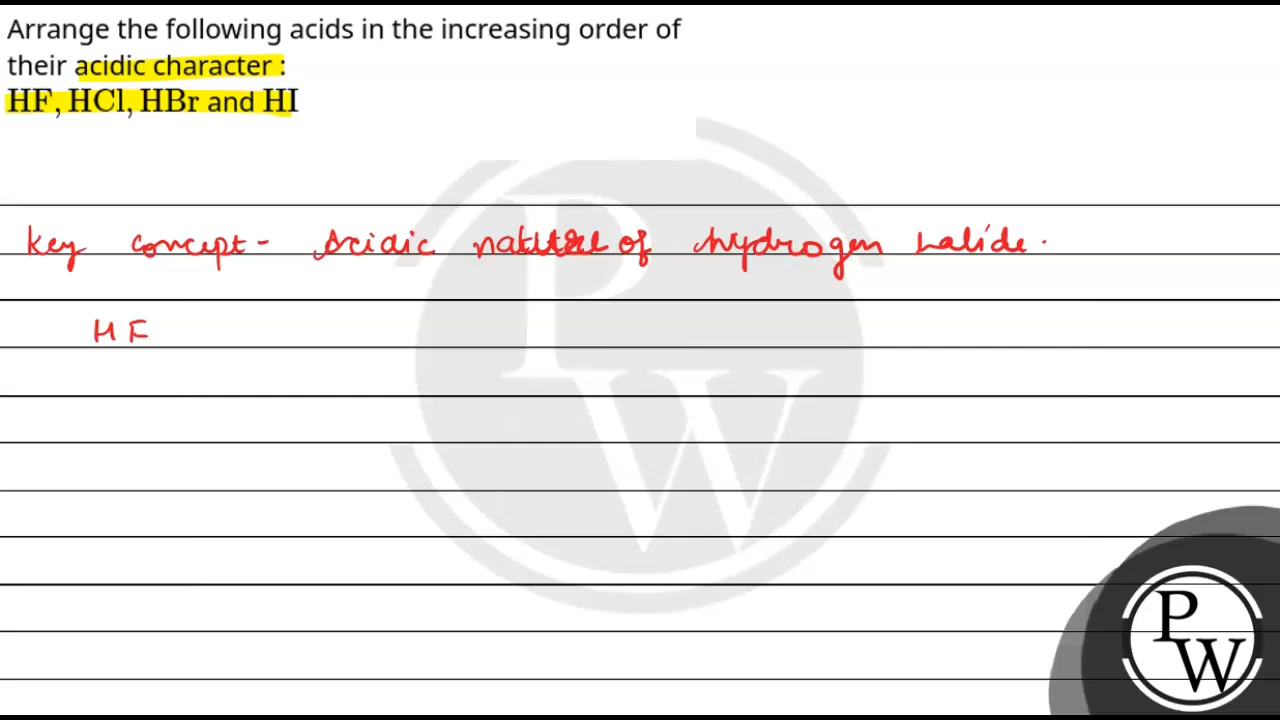 Arrange the following acids in the increasing order of
their acidic character :
HF, HCl, HBr and HI
Key concept - Acidic nature of hydrogen halide.
HF
P
W
P
W